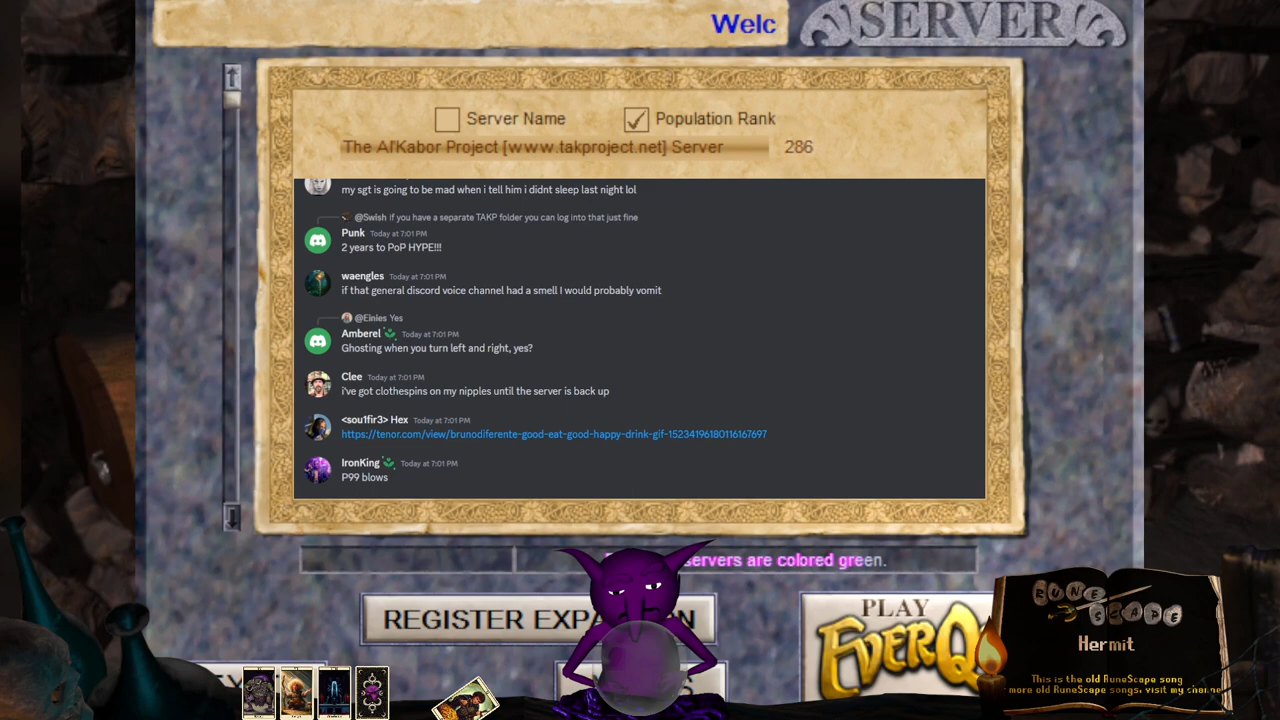 Welc
SERVER
Server Name
Population Rank
The Al'Kabor Project [www.takproject.net] Server 286
my sgt is going to be mad when i tell him i didnt sleep last night lol
@Swish if you have a separate TAKP folder you can log into that just fine
Punk Today at 7:01 PM
2 years to PoP HYPE!!!
waengles Today at 7:01 PM
if that general discord voice channel had a smell I would probably vomit
@Einies Yes
Amberel Today at 7:01 PM
Ghosting when you turn left and right, yes?
Clee Today at 7:01 PM
i've got clothespins on my nipples until the server is back up
<sou1fir3> Hex Today at 7:01 PM
https://tenor.com/view/brunodiferente-good-eat-good-happy-drink-gif-15234196180116167697
IronKing Today at 7:01 PM
P99 blows
servers are colored green.
REGISTER EXPA N
PLAY
EVERQ
RUNE
SCAPE
Hermit
This is the old RuneScape song
more old RuneScape songs, visit my channe